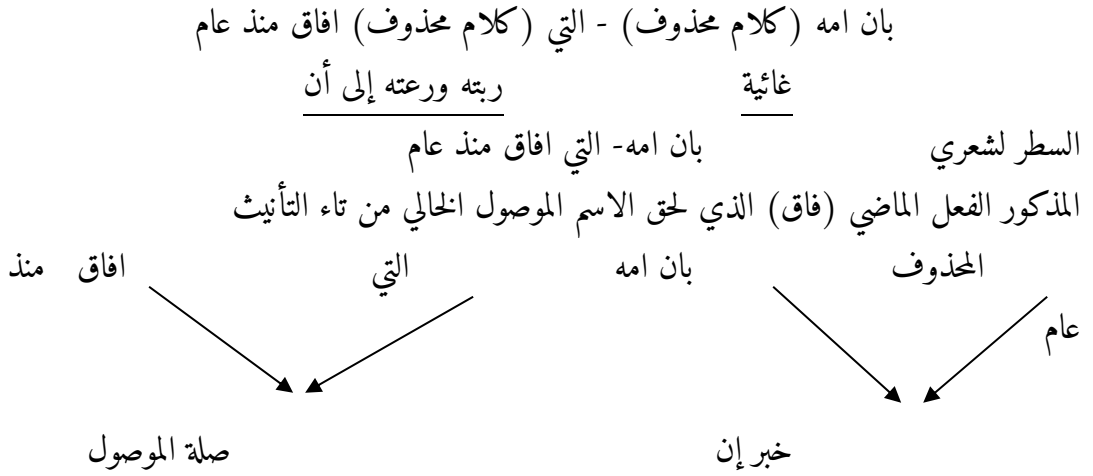 بان امه (كلام محذوف) - التي (كلام محذوف) افاق منذ عام
غائية ربته ورعته إلى أن
السطر لشعري بان امه- التي افاق منذ عام
المذكور الفعل الماضي (فاق) الذي لحق الاسم الموصول الخالي من تاء التأنيث
المحذوف بان امه التي افاق منذ
عام
خبر إن صلة الموصول